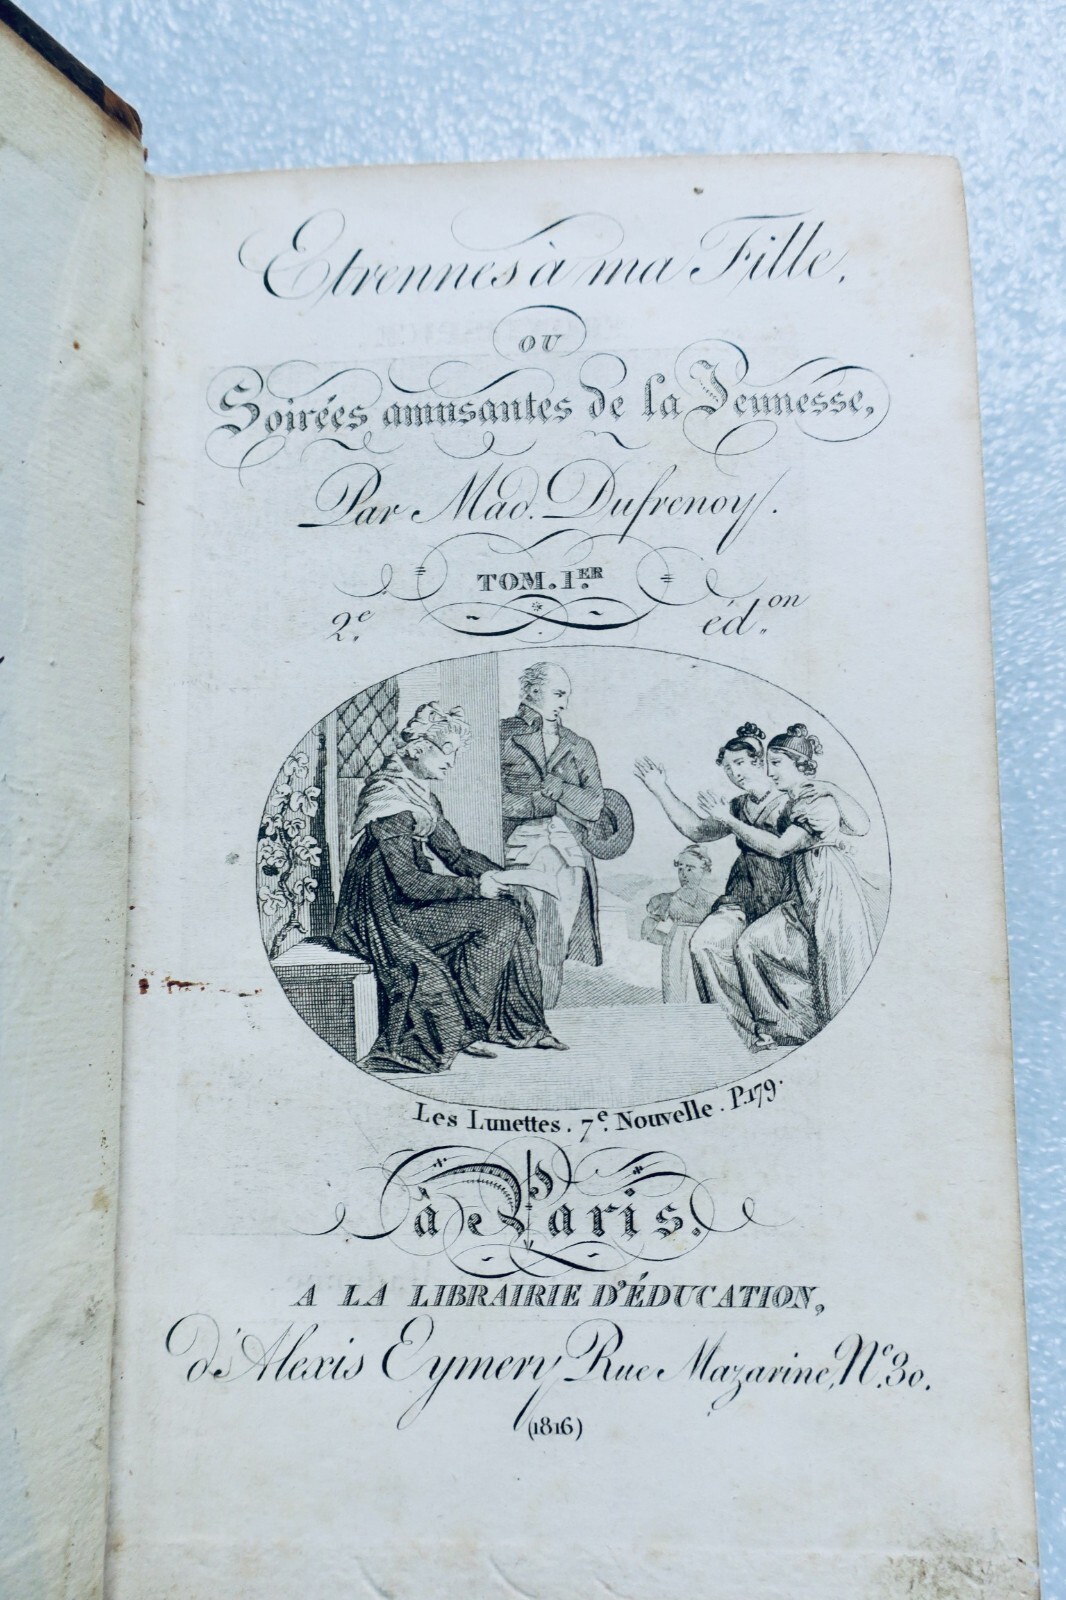 Etrennes à ma Fille,
OU
Soirées amusantes de la Jeunesse,
Par Mad. Dufrenoy.
TOM. I.ER
2.e éd.on
Les Lunettes. 7.e Nouvelle. P.179.
à Paris,
A LA LIBRAIRIE D'ÉDUCATION,
d'Alexis Eymery, Rue Mazarine, N.o 30.
(1816)